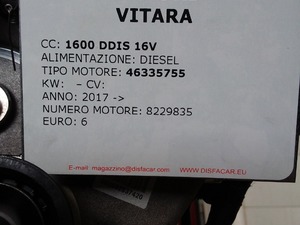 VITARA
CC: 1600 DDIS 16V
ALIMENTAZIONE: DIESEL
TIPO MOTORE: 46335755
KW: – CV:
ANNO: 2017 ->
NUMERO MOTORE: 8229835
EURO: 6
E-mail magazzino@disfacar.com WWW.DISFACAR.EU